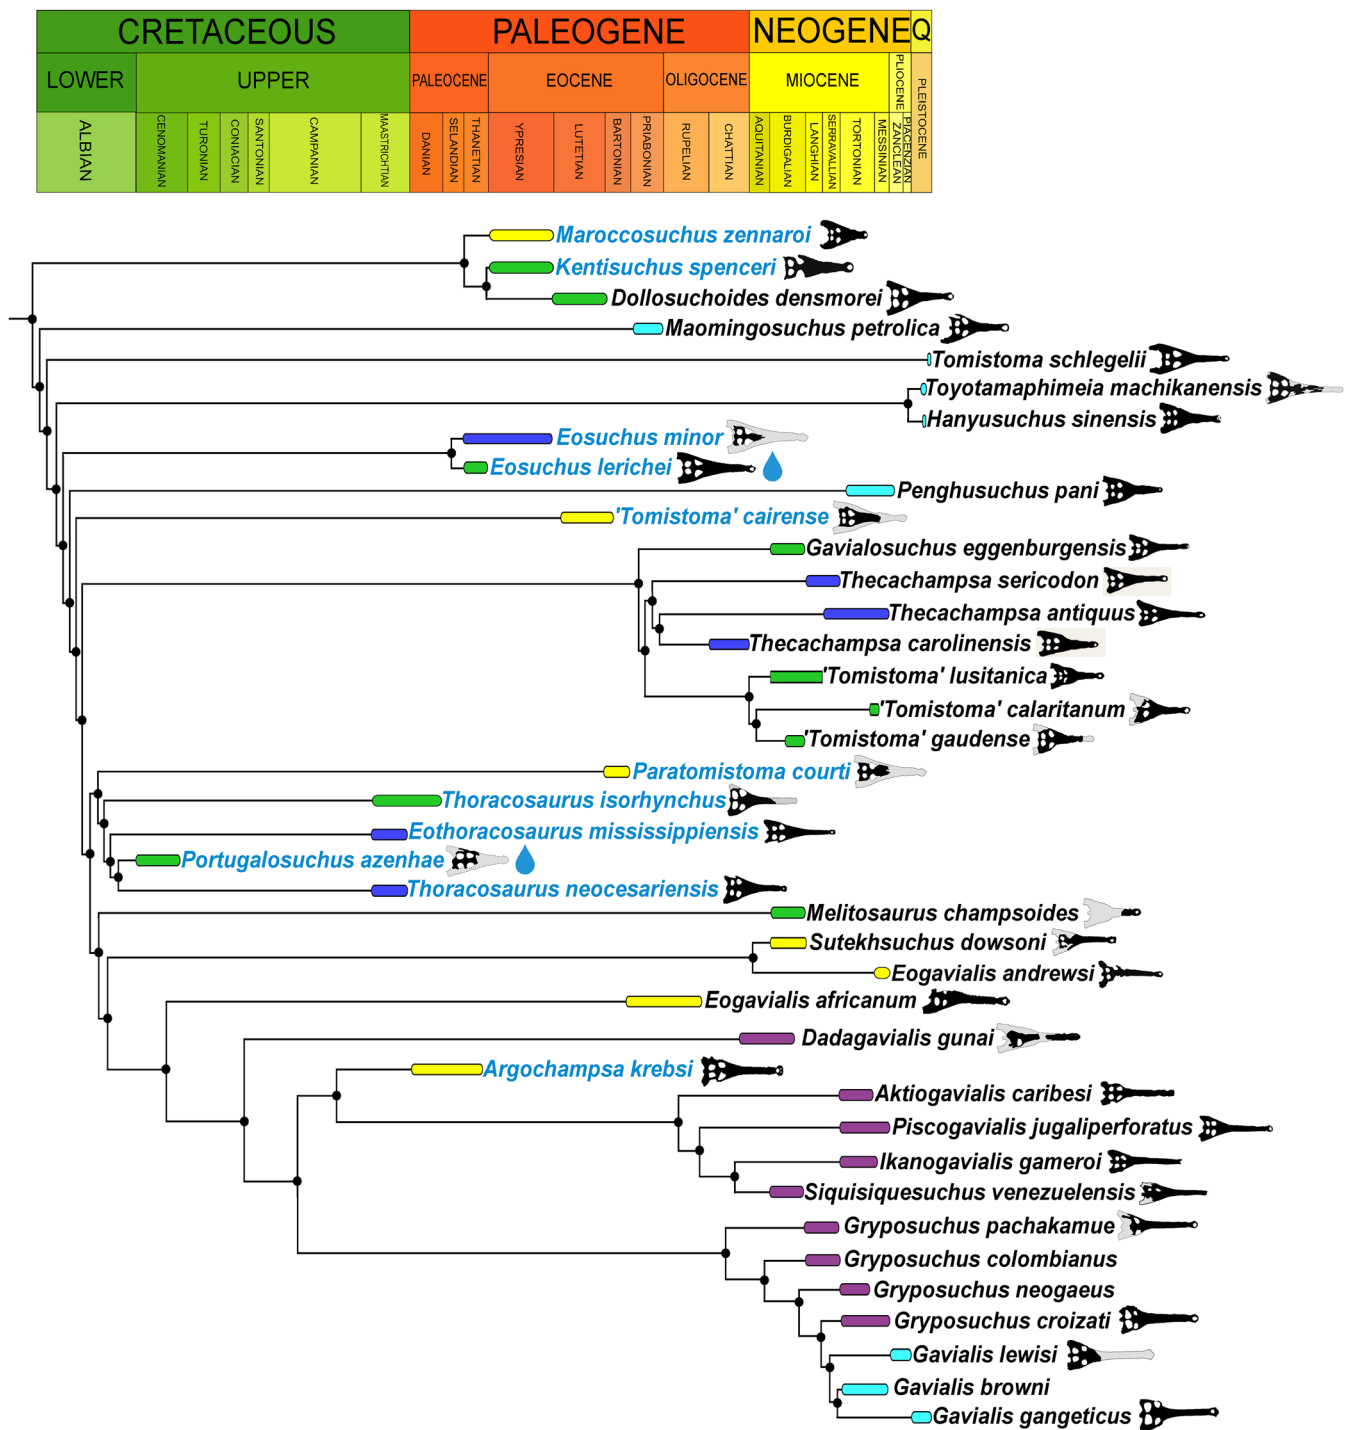 CRETACEOUS
PALEOGENE
NEOGENE
Q
LOWER
UPPER
PALEOCENE
EOCENE
OLIGOCENE
MIOCENE
PLIOCENE
PLEISTOCENE
ALBIAN
CENOMANIAN
TURONIAN
CONIACIAN
SANTONIAN
CAMPANIAN
MAASTRICHTIAN
DANIAN
SELANDIAN
THANETIAN
YPRESIAN
LUTETIAN
BARTONIAN
PRIABONIAN
RUPELIAN
CHATTIAN
AQUITANIAN
BURDIGALIAN
LANGHIAN
SERRAVALLIAN
TORTONIAN
MESSINIAN
ZANCLEAN
PIACENZIAN
Maroccosuchus zennaroi
Kentisuchus spenceri
Dollosuchoides densmorei
Maomingosuchus petrolica
Tomistoma schlegelii
Toyotamaphimeia machikanensis
Hanyusuchus sinensis
Eosuchus minor
Eosuchus lerichei
Penghusuchus pani
'Tomistoma' cairense
Gavialosuchus eggenburgensis
Thecachampsa sericodon
Thecachampsa antiquus
Thecachampsa carolinensis
'Tomistoma' lusitanica
'Tomistoma' calaritanum
'Tomistoma' gaudense
Paratomistoma courti
Thoracosaurus isorhynchus
Eothoracosaurus mississippiensis
Portugalosuchus azenhae
Thoracosaurus neocesariensis
Melitosaurus champsoides
Sutekhsuchus dowsoni
Eogavialis andrewsi
Eogavialis africanum
Dadagavialis gunai
Argochampsa krebsi
Aktiogavialis caribesi
Piscogavialis jugaliperforatus
Ikanogavialis gameroi
Siquisiquesuchus venezuelensis
Gryposuchus pachakamue
Gryposuchus colombianus
Gryposuchus neogaeus
Gryposuchus croizati
Gavialis lewisi
Gavialis browni
Gavialis gangeticus